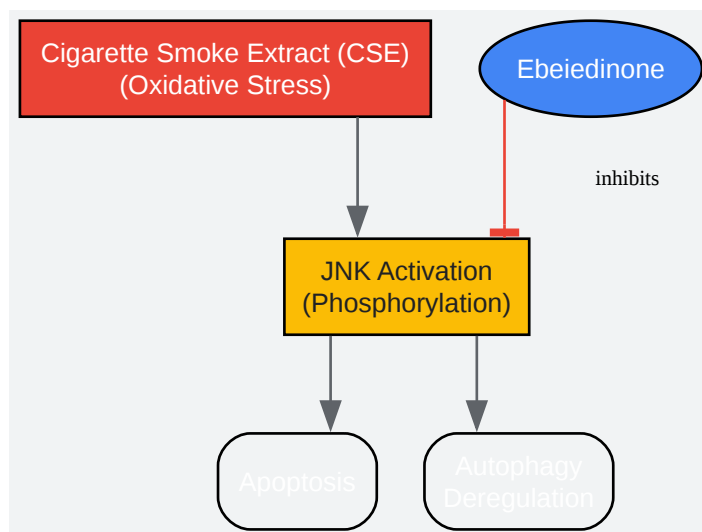 Cigarette Smoke Extract (CSE)
(Oxidative Stress)
Ebeiedinone
inhibits
JNK Activation
(Phosphorylation)
Apoptosis
Autophagy
Deregulation